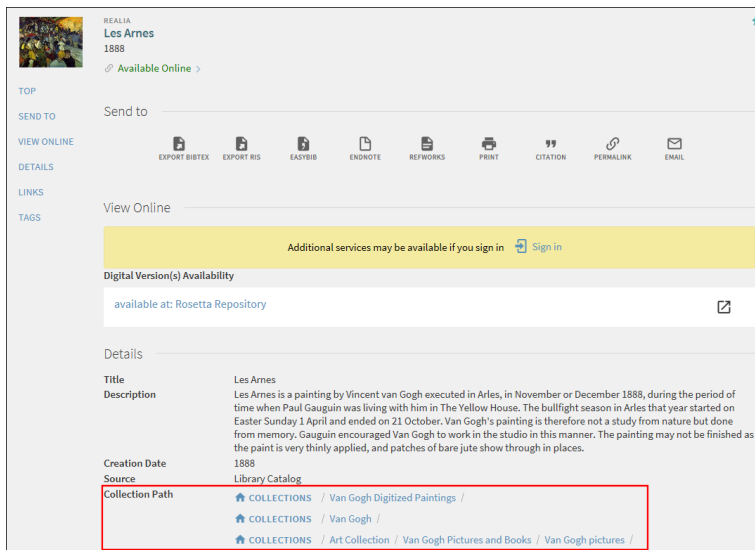 REALIA
Les Arnes
1888
Available Online
TOP
SEND TO
VIEW ONLINE
DETAILS
LINKS
TAGS
Send to
EXPORT BIBTEX EXPORT RIS EASYBIB ENDNOTE REFWORKS PRINT CITATION PERMALINK EMAIL
View Online
Additional services may be available if you sign in Sign in
Digital Version(s) Availability
available at: Rosetta Repository
Details
Title Les Arnes
Description Les Arnes is a painting by Vincent van Gogh executed in Arles, in November or December 1888, during the period of
time when Paul Gauguin was living with him in The Yellow House. The bullfight season in Arles that year started on
Easter Sunday 1 April and ended on 21 October. Van Gogh's painting is therefore not a study from nature but done
from memory. Gauguin encouraged Van Gogh to work in the studio in this manner. The painting may not be finished as
the paint is very thinly applied, and patches of bare jute show through in places.
Creation Date 1888
Source Library Catalog
Collection Path COLLECTIONS / Van Gogh Digitized Paintings /
COLLECTIONS / Van Gogh /
COLLECTIONS / Art Collection / Van Gogh Pictures and Books / Van Gogh pictures /